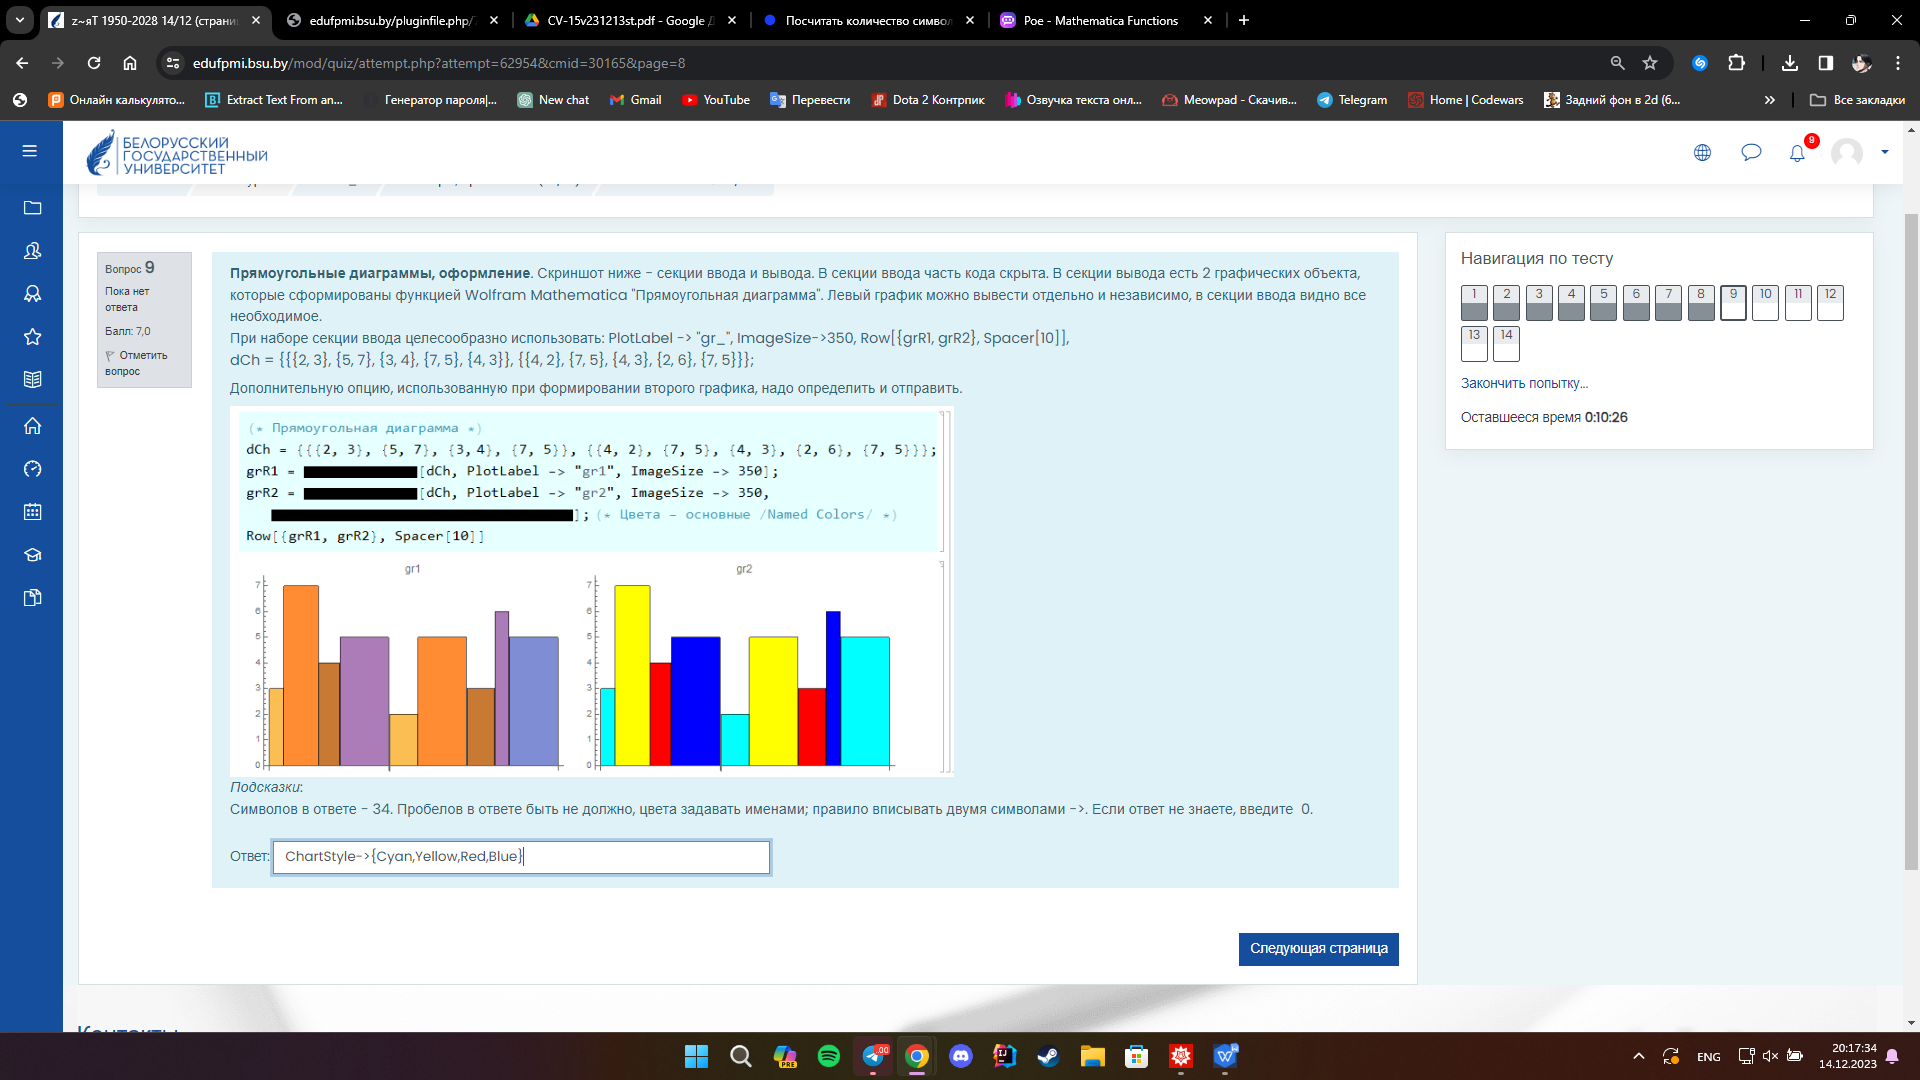 z~яТ 1950-2028 14/12 (страни
edufpmi.bsu.by/pluginfile.php/
CV-15v231213st.pdf - Google Д
Посчитать количество символ
Poe - Mathematica Functions
edufpmi.bsu.by/mod/quiz/attempt.php?attempt=62954&cmid=30165&page=8
Онлайн калькулято...
Extract Text From an...
Генератор пароля|...
New chat
Gmail
YouTube
Перевести
Dota 2 Контрпик
Озвучка текста онл...
Meowpad - Скачив...
Telegram
Home | Codewars
Задний фон в 2d (6...
Все закладки
БЕЛОРУССКИЙ
ГОСУДАРСТВЕННЫЙ
УНИВЕРСИТЕТ
9
Вопрос 9
Пока нет
ответа
Балл: 7,0
Отметить
вопрос
Прямоугольные диаграммы, оформление. Скриншот ниже - секции ввода и вывода. В секции ввода часть кода скрыта. В секции вывода есть 2 графических объекта,
которые сформированы функцией Wolfram Mathematica "Прямоугольная диаграмма". Левый график можно вывести отдельно и независимо, в секции ввода видно все
необходимое.
При наборе секции ввода целесообразно использовать: PlotLabel -> "gr_", ImageSize->350, Row[{grR1, grR2}, Spacer[10]],
dCh = {{{2, 3}, {5, 7}, {3, 4}, {7, 5}, {4, 3}}, {{4, 2}, {7, 5}, {4, 3}, {2, 6}, {7, 5}}};
Дополнительную опцию, использованную при формировании второго графика, надо определить и отправить.
(* Прямоугольная диаграмма *)
dCh = {{{2, 3}, {5, 7}, {3, 4}, {7, 5}}, {{4, 2}, {7, 5}, {4, 3}, {2, 6}, {7, 5}}};
grR1 = [dCh, PlotLabel -> "gr1", ImageSize -> 350];
grR2 = [dCh, PlotLabel -> "gr2", ImageSize -> 350,
]; (* Цвета – основные /Named Colors/ *)
Row[{grR1, grR2}, Spacer[10]]
gr1
7
6
5
4
3
2
1
0
gr2
7
6
5
4
3
2
1
0
Подсказки:
Символов в ответе - 34. Пробелов в ответе быть не должно, цвета задавать именами; правило вписывать двумя символами ->. Если ответ не знаете, введите 0.
Ответ: ChartStyle->{Cyan,Yellow,Red,Blue}
Следующая страница
Навигация по тесту
1 2 3 4 5 6 7 8 9 10 11 12
13 14
Закончить попытку...
Оставшееся время 0:10:26
Контакты
.00
PRE
ENG
20:17:34
14.12.2023